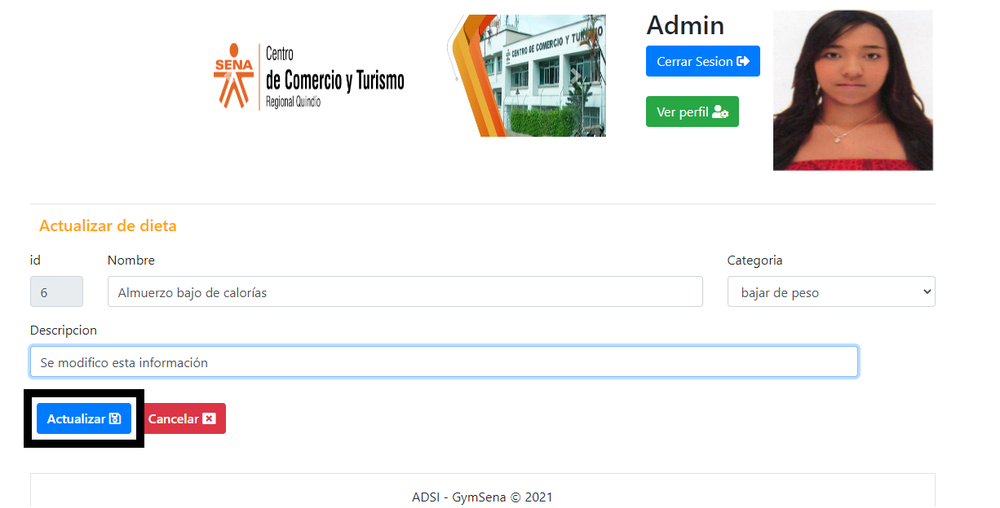 SENA
Centro
de Comercio y Turismo
Regional Quindío
CENTRO DE COMERCIO Y TURISMO
Admin
Cerrar Sesion
Ver perfil
Actualizar de dieta
id
Nombre
Categoria
6
Almuerzo bajo de calorías
bajar de peso
Descripcion
Se modifico esta información
Actualizar
Cancelar
ADSI - GymSena © 2021